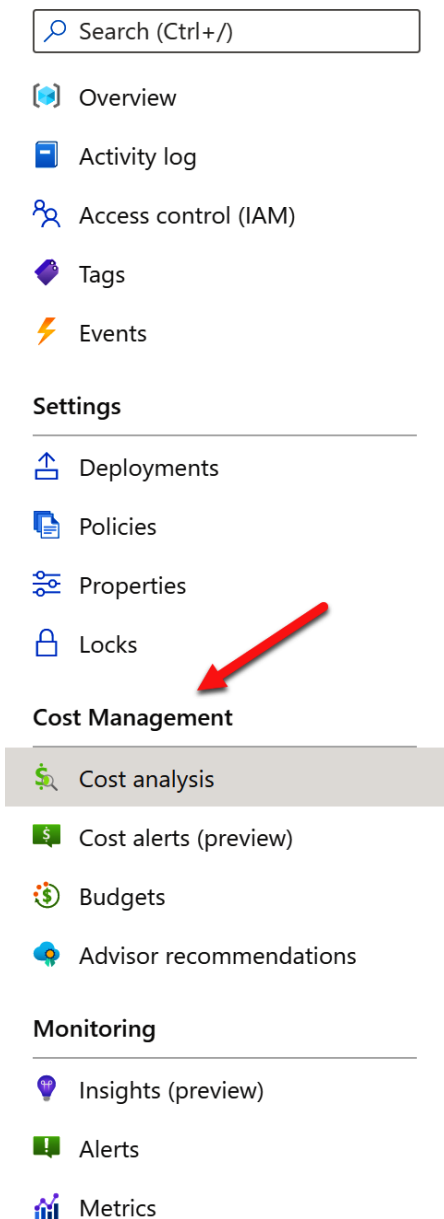 Search (Ctrl+/)
Overview
Activity log
Access control (IAM)
Tags
Events
Settings
Deployments
Policies
Properties
Locks
Cost Management
Cost analysis
Cost alerts (preview)
Budgets
Advisor recommendations
Monitoring
Insights (preview)
Alerts
Metrics